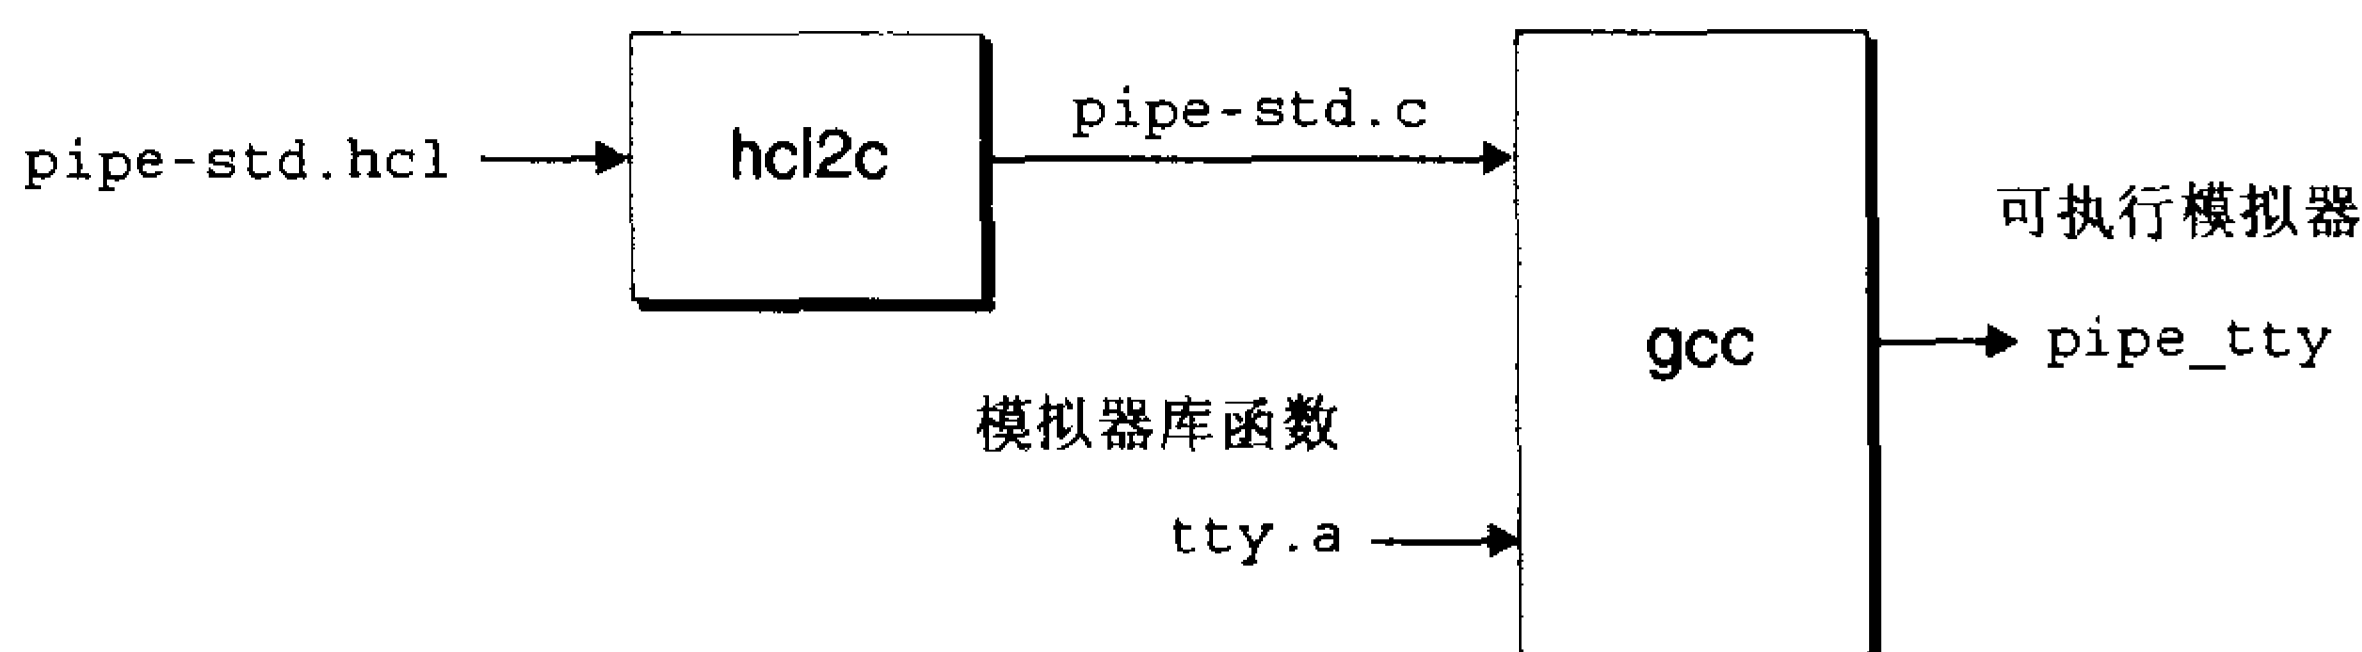 pipe-std.hcl
hcl2c
pipe-std.c
模拟器库函数
tty.a
gcc
可执行模拟器
pipe_tty